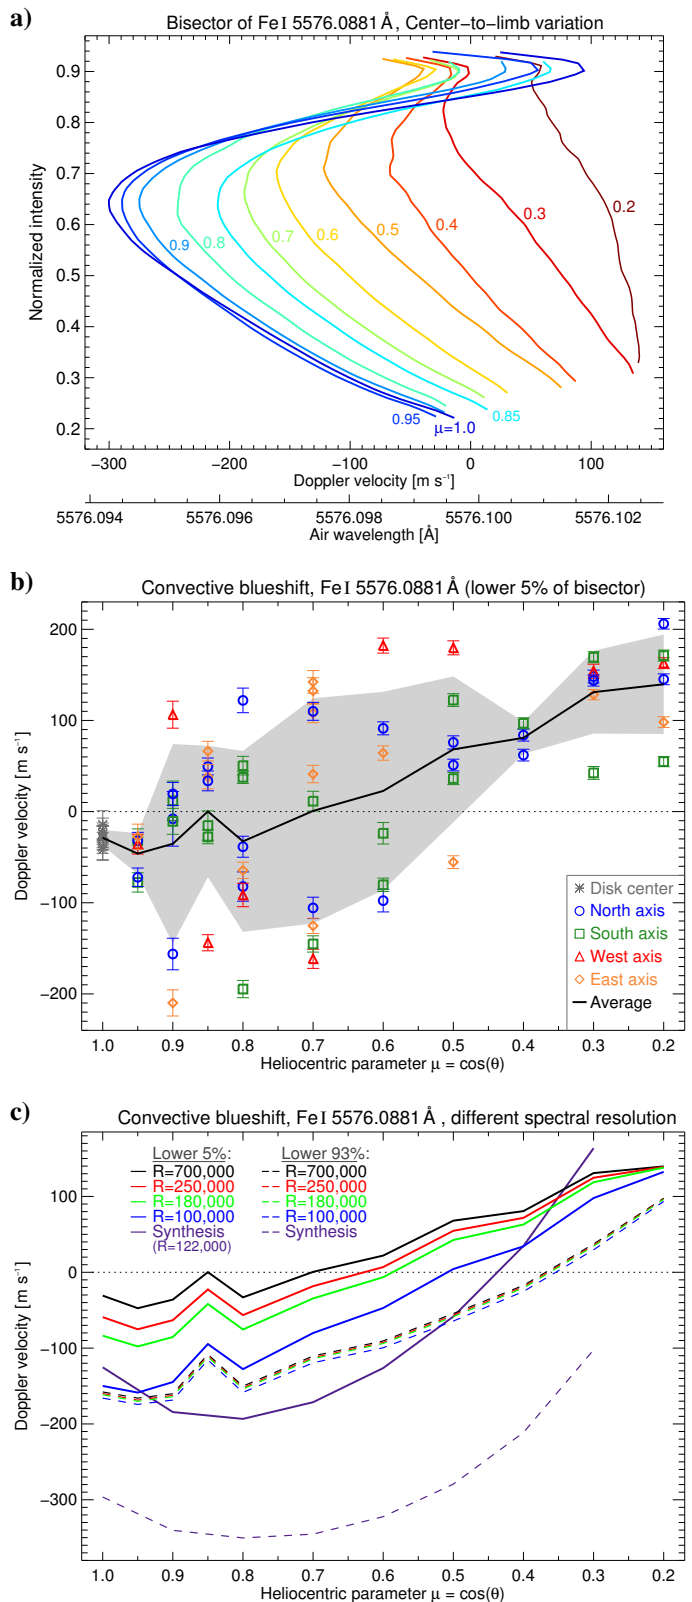 a)
Bisector of Fe I 5576.0881 Å, Center−to−limb variation
Normalized intensity
0.9
0.8
0.7
0.6
0.5
0.4
0.3
0.2
0.9
0.8
0.7
0.6
0.5
0.4
0.3
0.2
0.95
μ=1.0
0.85
−300
−200
−100
0
100
Doppler velocity [m s⁻¹]
5576.094
5576.096
5576.098
5576.100
5576.102
Air wavelength [Å]
b)
Convective blueshift, Fe I 5576.0881 Å (lower 5% of bisector)
Doppler velocity [m s⁻¹]
200
100
0
−100
−200
Disk center
North axis
South axis
West axis
East axis
Average
1.0
0.9
0.8
0.7
0.6
0.5
0.4
0.3
0.2
Heliocentric parameter μ = cos(θ)
c)
Convective blueshift, Fe I 5576.0881 Å , different spectral resolution
Doppler velocity [m s⁻¹]
100
0
−100
−200
−300
Lower 5%:
R=700,000
R=250,000
R=180,000
R=100,000
Synthesis
(R=122,000)
Lower 93%:
R=700,000
R=250,000
R=180,000
R=100,000
Synthesis
1.0
0.9
0.8
0.7
0.6
0.5
0.4
0.3
0.2
Heliocentric parameter μ = cos(θ)